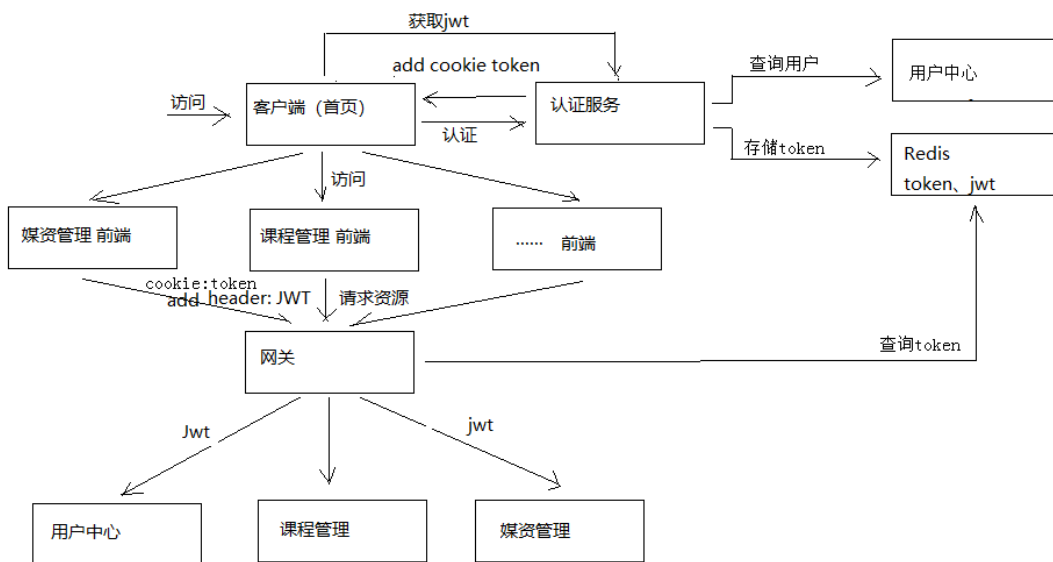 获取jwt
add cookie token
查询用户
用户中心
访问
客户端（首页）
认证服务
认证
存储token
Redis
token、jwt
访问
媒资管理 前端
课程管理 前端
...... 前端
cookie:token
add header: JWT
请求资源
网关
查询token
Jwt
jwt
用户中心
课程管理
媒资管理